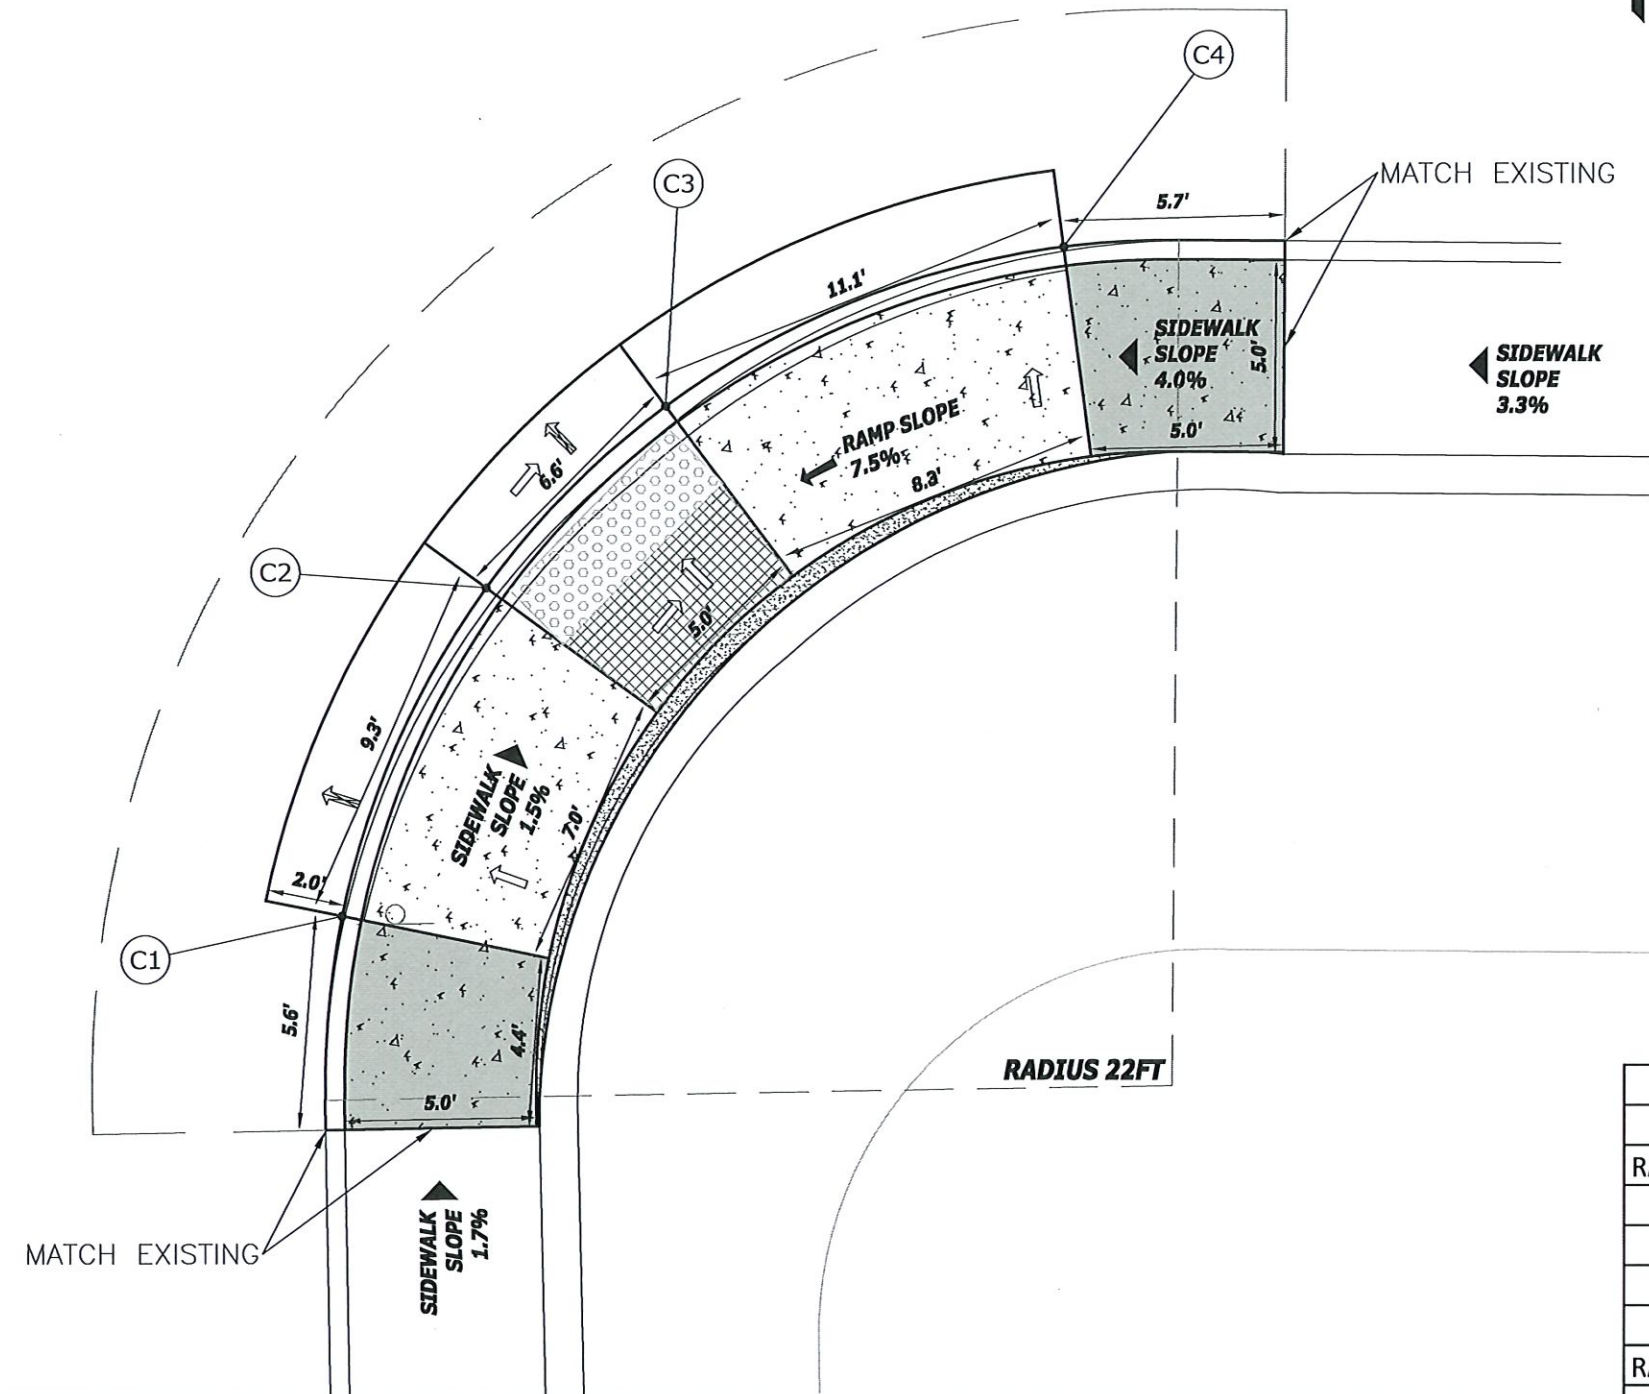 C4
C3
MATCH EXISTING
5.7'
11.1'
SIDEWALK
SLOPE
4.0%
5.0'
SIDEWALK
SLOPE
3.3%
RAMP SLOPE
7.5%
5.0'
6.6'
8.3'
C2
5.0'
9.3'
SIDEWALK
SLOPE
1.5%
7.0'
2.0'
C1
5.6'
4.4'
RADIUS 22FT
5.0'
SIDEWALK
SLOPE
1.7%
MATCH EXISTING